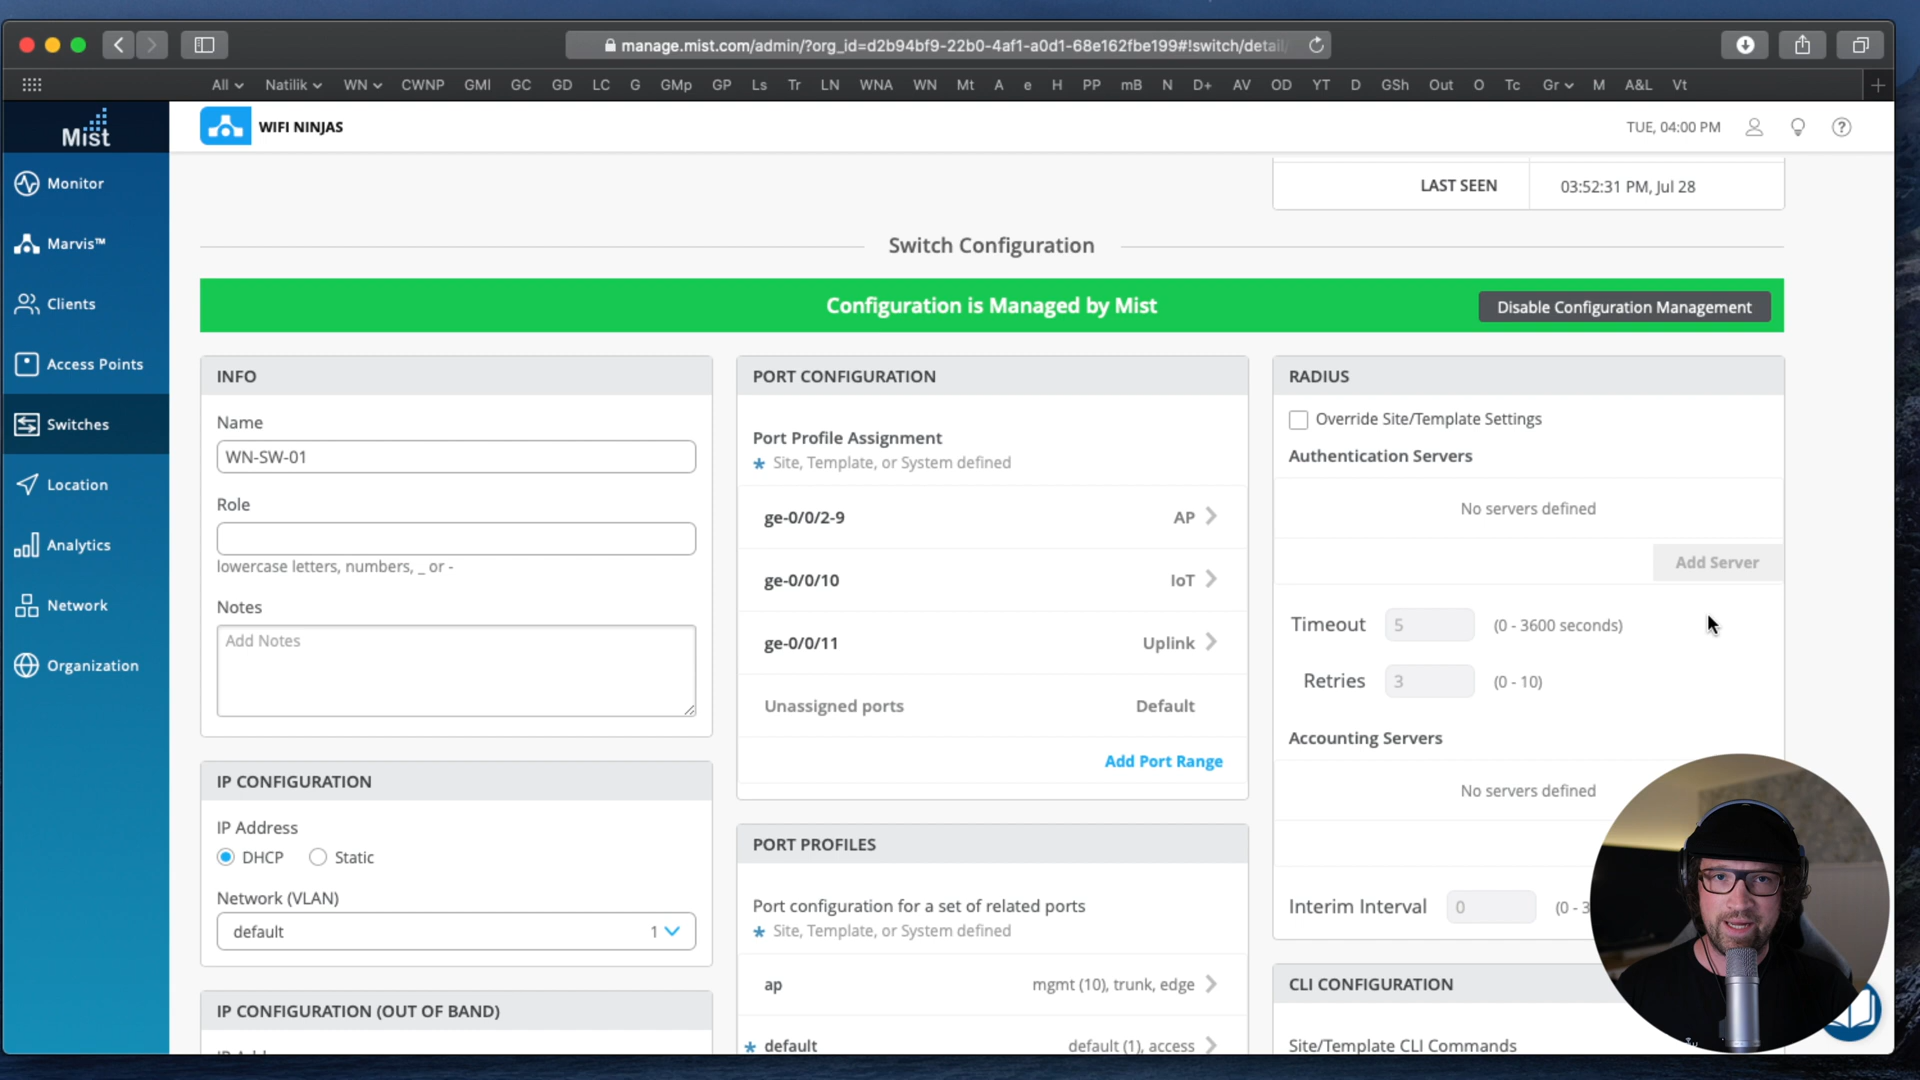 manage.mist.com/admin/?org_id=d2b94bf9-22b0-4af1-a0d1-68e162fbe199#!switch/detail/
All Natilik WN CWNP GMI GC GD LC G GMp GP Ls Tr LN WNA WN Mt A e H PP mB N D+ AV OD YT D GSh Out O Tc Gr M A&L Vt
Mist
WIFI NINJAS
TUE, 04:00 PM
Monitor
Marvis™
Clients
Access Points
Switches
Location
Analytics
Network
Organization
LAST SEEN 03:52:31 PM, Jul 28
Switch Configuration
Configuration is Managed by Mist
Disable Configuration Management
INFO
Name
WN-SW-01
Role
lowercase letters, numbers, _ or -
Notes
Add Notes
IP CONFIGURATION
IP Address
DHCP Static
Network (VLAN)
default 1
IP CONFIGURATION (OUT OF BAND)
PORT CONFIGURATION
Port Profile Assignment
* Site, Template, or System defined
ge-0/0/2-9 AP
ge-0/0/10 IoT
ge-0/0/11 Uplink
Unassigned ports Default
Add Port Range
PORT PROFILES
Port configuration for a set of related ports
* Site, Template, or System defined
ap mgmt (10), trunk, edge
* default default (1), access
RADIUS
Override Site/Template Settings
Authentication Servers
No servers defined
Add Server
Timeout 5 (0 - 3600 seconds)
Retries 3 (0 - 10)
Accounting Servers
No servers defined
Interim Interval 0 (0 - 3
CLI CONFIGURATION
Site/Template CLI Commands